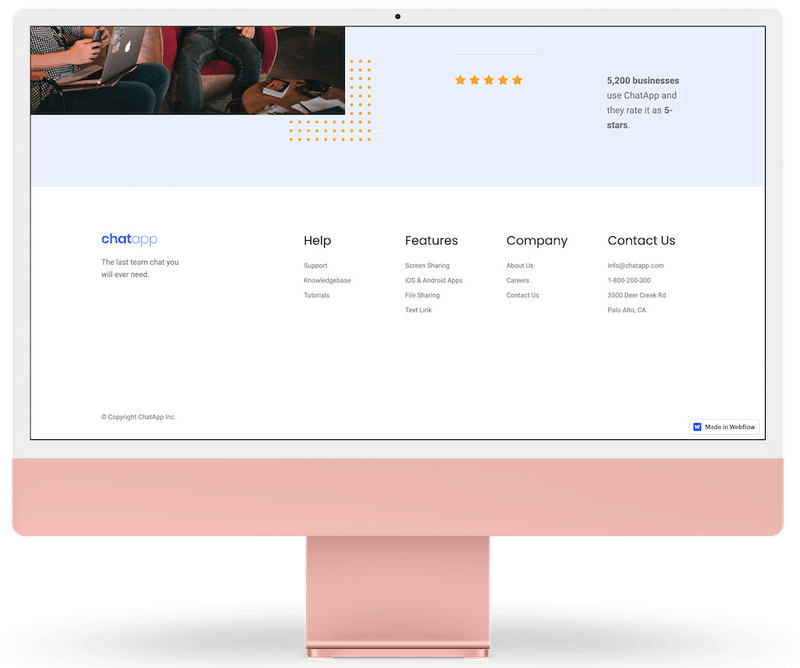 5,200 businesses
use ChatApp and
they rate it as 5-
stars.
chatapp
The last team chat you
will ever need.
Help
Support
Knowledgebase
Tutorials
Features
Screen Sharing
iOS & Android Apps
File Sharing
Text Link
Company
About Us
Careers
Contact Us
Contact Us
info@chatapp.com
1-800-200-300
3500 Deer Creek Rd
Palo Alto, CA
© Copyright ChatApp Inc.
W Made in Webflow